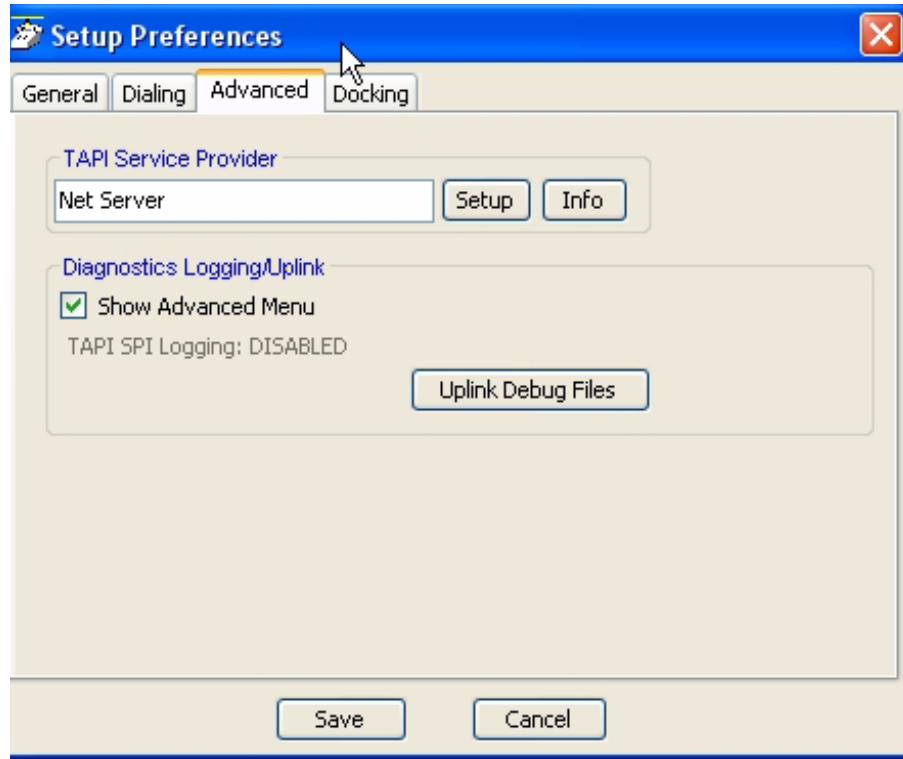 Setup Preferences
General Dialing Advanced Docking
TAPI Service Provider
Net Server Setup Info
Diagnostics Logging/Uplink
Show Advanced Menu
TAPI SPI Logging: DISABLED
Uplink Debug Files
Save Cancel